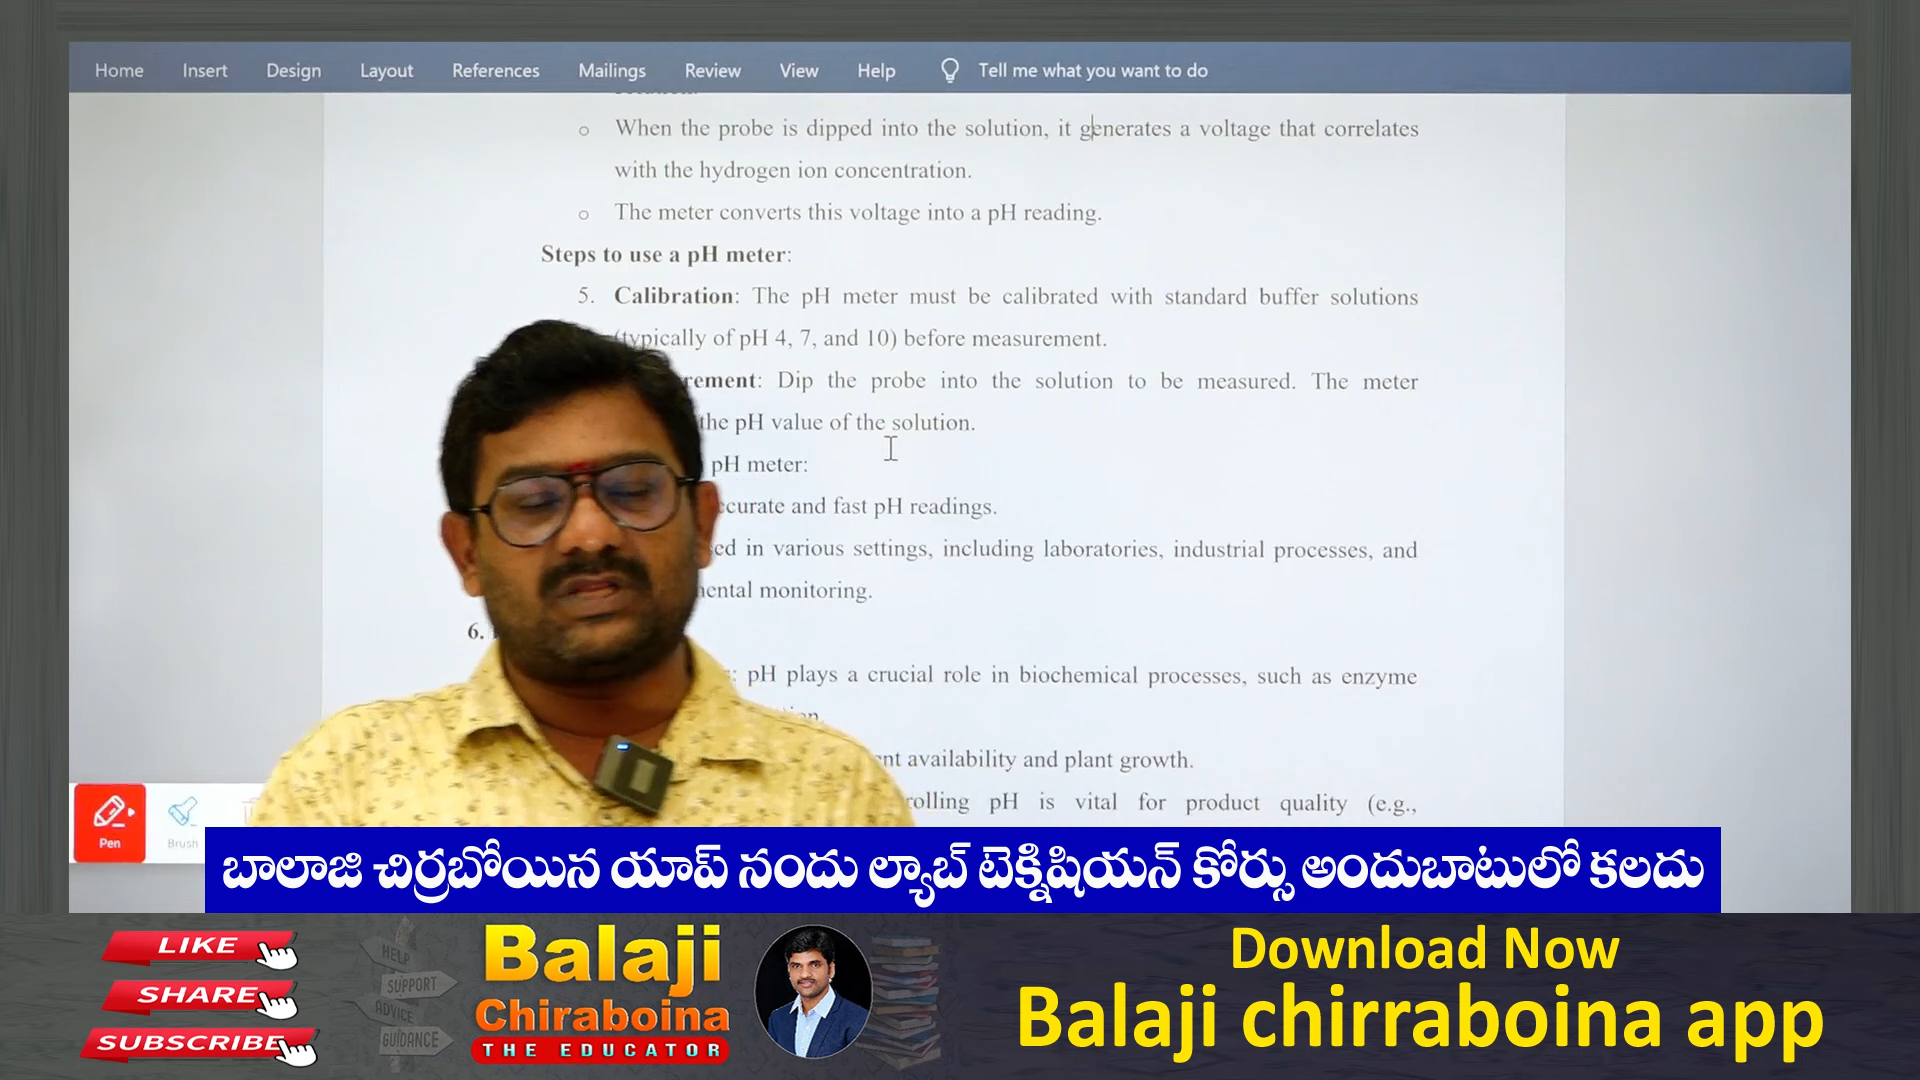 Home Insert Design Layout References Mailings Review View Help Tell me what you want to do
When the probe is dipped into the solution, it generates a voltage that correlates
with the hydrogen ion concentration.
The meter converts this voltage into a pH reading.
Steps to use a pH meter:
5. Calibration: The pH meter must be calibrated with standard buffer solutions
(typically of pH 4, 7, and 10) before measurement.
Dip the probe into the solution to be measured. The meter
the pH value of the solution.
pH meter:
and fast pH readings.
in various settings, including laboratories, industrial processes, and
monitoring.
6.
pH plays a crucial role in biochemical processes, such as enzyme
availability and plant growth.
pH is vital for product quality (e.g.,
Pen
Brush
బాలాజి చిర్రబోయిన యాప్ నందు ల్యాబ్ టెక్నిషియన్ కోర్సు అందుబాటులో కలదు
LIKE
SHARE
SUBSCRIBE
HELP
SUPPORT
ADVICE
GUIDANCE
Balaji
Chiraboina
THE EDUCATOR
Download Now
Balaji chirraboina app